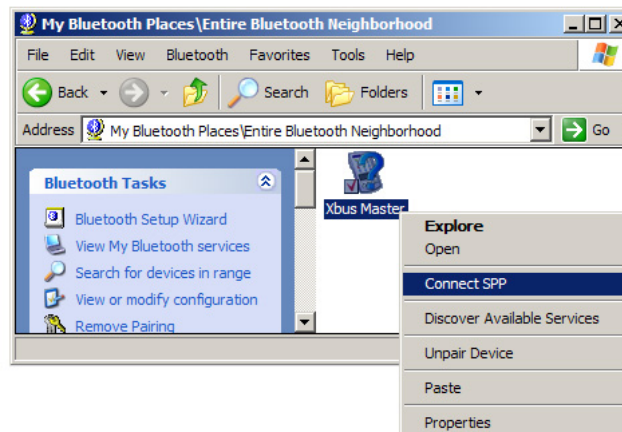 My Bluetooth Places\Entire Bluetooth Neighborhood
File Edit View Bluetooth Favorites Tools Help
Back Search Folders
Address My Bluetooth Places\Entire Bluetooth Neighborhood Go
Bluetooth Tasks
Bluetooth Setup Wizard
View My Bluetooth services
Search for devices in range
View or modify configuration
Remove Pairing
Xbus Master
Explore
Open
Connect SPP
Discover Available Services
Unpair Device
Paste
Properties